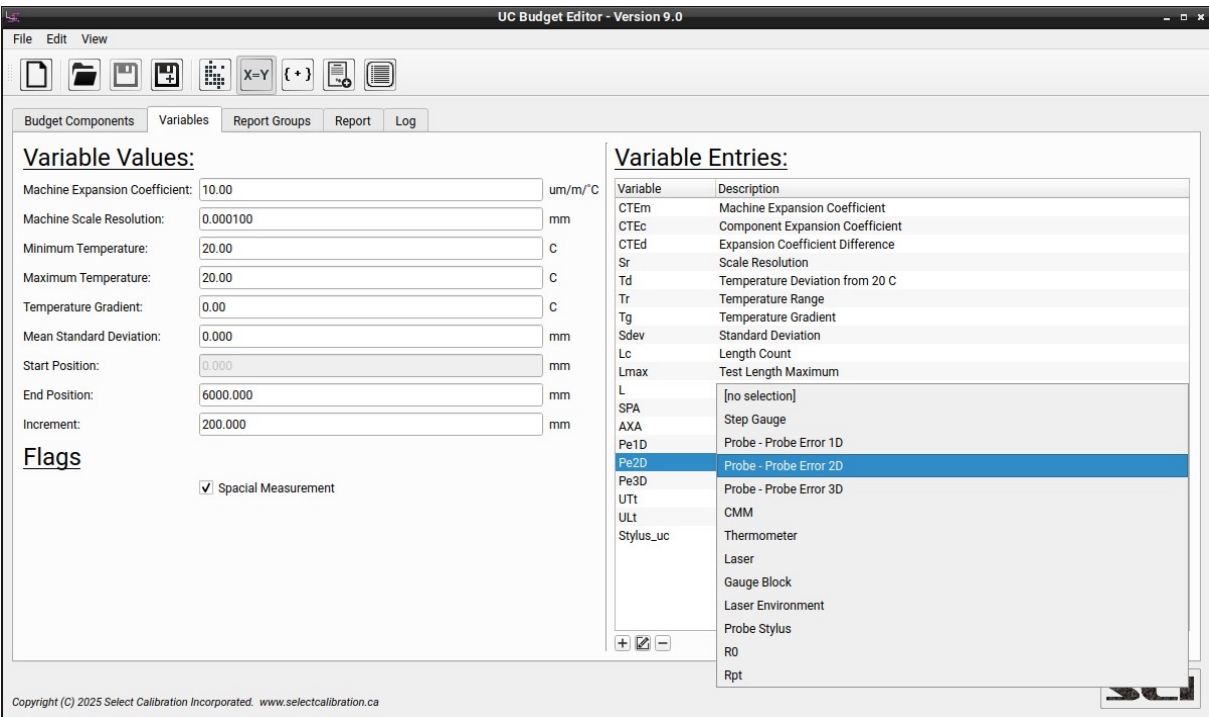 UC Budget Editor - Version 9.0
File Edit View
X=Y {+}
Budget Components Variables Report Groups Report Log
Variable Values:
Machine Expansion Coefficient: 10.00 um/m/°C
Machine Scale Resolution: 0.000100 mm
Minimum Temperature: 20.00 C
Maximum Temperature: 20.00 C
Temperature Gradient: 0.00 C
Mean Standard Deviation: 0.000 mm
Start Position: 0.000 mm
End Position: 6000.000 mm
Increment: 200.000 mm
Flags
Spacial Measurement
Variable Entries:
Variable Description
CTEm Machine Expansion Coefficient
CTEc Component Expansion Coefficient
CTEd Expansion Coefficient Difference
Sr Scale Resolution
Td Temperature Deviation from 20 C
Tr Temperature Range
Tg Temperature Gradient
Sdev Standard Deviation
Lc Length Count
Lmax Test Length Maximum
L
SPA
AXA
Pe1D
Pe2D
Pe3D
UTt
ULt
Stylus_uc
[no selection]
Step Gauge
Probe - Probe Error 1D
Probe - Probe Error 2D
Probe - Probe Error 3D
CMM
Thermometer
Laser
Gauge Block
Laser Environment
Probe Stylus
R0
Rpt
Copyright (C) 2025 Select Calibration Incorporated. www.selectcalibration.ca